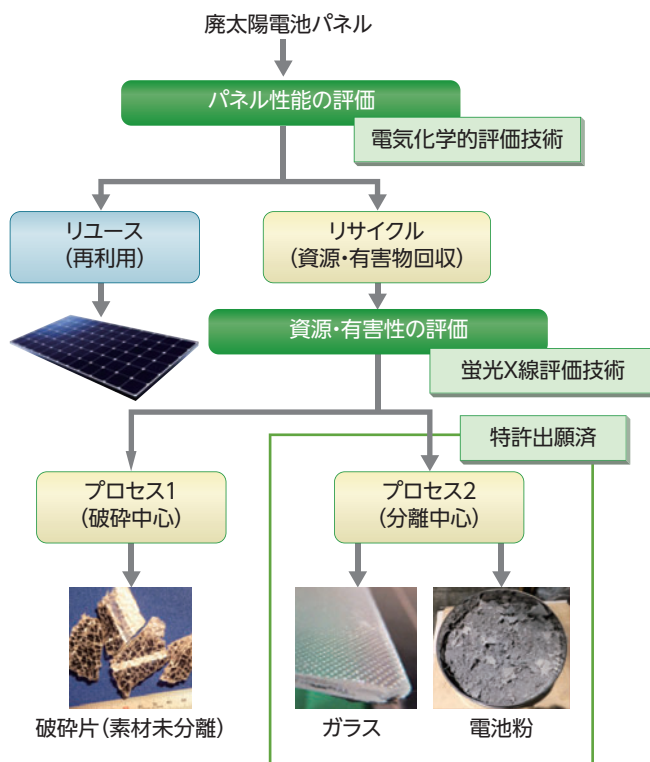 廃太陽電池パネル
パネル性能の評価
電気化学的評価技術
リユース
(再利用)
リサイクル
(資源・有害物回収)
資源・有害性の評価
蛍光X線評価技術
特許出願済
プロセス1
(破砕中心)
プロセス2
(分離中心)
破砕片(素材未分離)
ガラス
電池粉